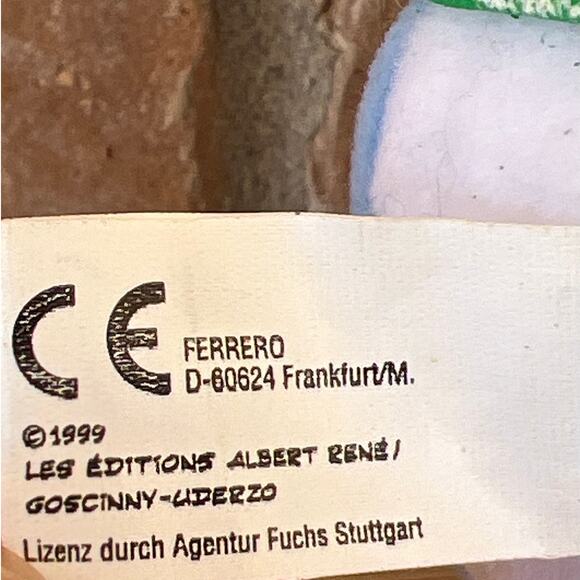 CE
FERRERO
D-60624 Frankfurt/M.
©1999
LES ÉDITIONS ALBERT RENÉ/
GOSCINNY-UDERZO
Lizenz durch Agentur Fuchs Stuttgart